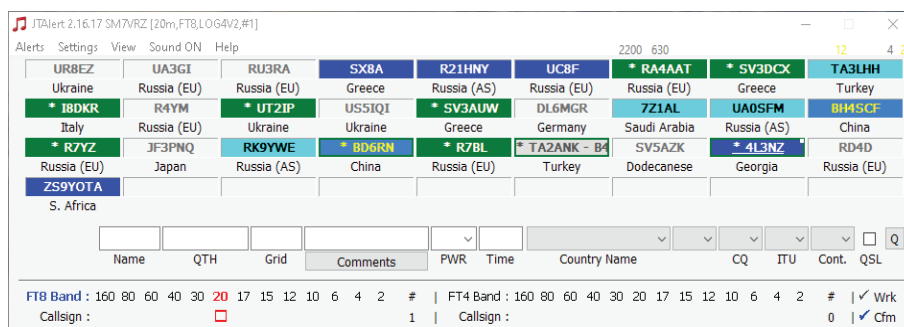 JTAlert 2.16.17 SM7VRZ [20m,FT8,LOG4V2,#1]
Alerts Settings View Sound ON Help 2200 630 12 4 2
UR8EZ UA3GI RU3RA SX8A R21HNY UC8F * RA4AAT * SV3DCX TA3LHH
Ukraine Russia (EU) Russia (EU) Greece Russia (AS) Russia (EU) Russia (EU) Greece Turkey
* I8DKR R4YM * UT2IP US5IQI * SV3AUW DL6MGR 7Z1AL UA0SFM BH4SCF
Italy Russia (EU) Ukraine Ukraine Greece Germany Saudi Arabia Russia (AS) China
* R7YZ JF3PNQ RK9YWE * BD6RN * R7BL * TA2ANK - B4 SV5AZK * 4L3NZ RD4D
Russia (EU) Japan Russia (AS) China Russia (EU) Turkey Dodecanese Georgia Russia (EU)
ZS9YOTA
S. Africa
Q
Name QTH Grid Comments PWR Time Country Name CQ ITU Cont. QSL
FT8 Band : 160 80 60 40 30 20 17 15 12 10 6 4 2 # | FT4 Band : 160 80 60 40 30 20 17 15 12 10 6 4 2 # | ✓ Wrk
Callsign : 1 | Callsign : 0 | ✓ Cfm